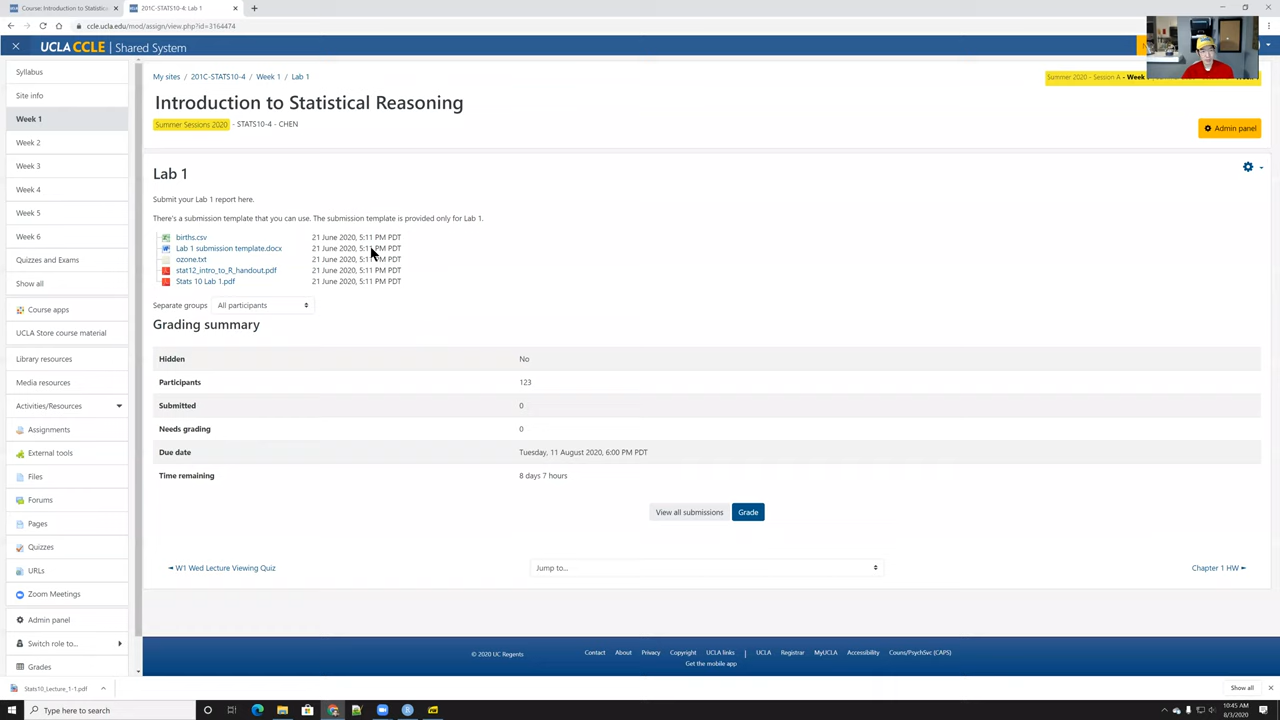 Course: Introduction to Statistic
201C-STATS10-4: Lab 1
ccle.ucla.edu/mod/assign/view.php?id=3164474
UCLA CCLE Shared System
Syllabus
Site info
Week 1
Week 2
Week 3
Week 4
Week 5
Week 6
Quizzes and Exams
Show all
Course apps
UCLA Store course material
Library resources
Media resources
Activities/Resources
Assignments
External tools
Files
Forums
Pages
Quizzes
URLs
Zoom Meetings
Admin panel
Switch role to...
Grades
My sites / 201C-STATS10-4 / Week 1 / Lab 1
Summer 2020 - Session A - Week
Introduction to Statistical Reasoning
Summer Sessions 2020 - STATS10-4 - CHEN
Admin panel
Lab 1
Submit your Lab 1 report here.
There's a submission template that you can use. The submission template is provided only for Lab 1.
births.csv 21 June 2020, 5:11 PM PDT
Lab 1 submission template.docx 21 June 2020, 5:11 PM PDT
ozone.txt 21 June 2020, 5:11 PM PDT
stat12_intro_to_R_handout.pdf 21 June 2020, 5:11 PM PDT
Stats 10 Lab 1.pdf 21 June 2020, 5:11 PM PDT
Separate groups All participants
Grading summary
Hidden No
Participants 123
Submitted 0
Needs grading 0
Due date Tuesday, 11 August 2020, 6:00 PM PDT
Time remaining 8 days 7 hours
View all submissions Grade
◄ W1 Wed Lecture Viewing Quiz Jump to... Chapter 1 HW ►
© 2020 UC Regents Contact About Privacy Copyright UCLA links | UCLA Registrar MyUCLA Accessibility Couns/PsychSvc (CAPS)
Get the mobile app
Stats10_Lecture_1-1.pdf Show all
Type here to search
10:45 AM
8/3/2020